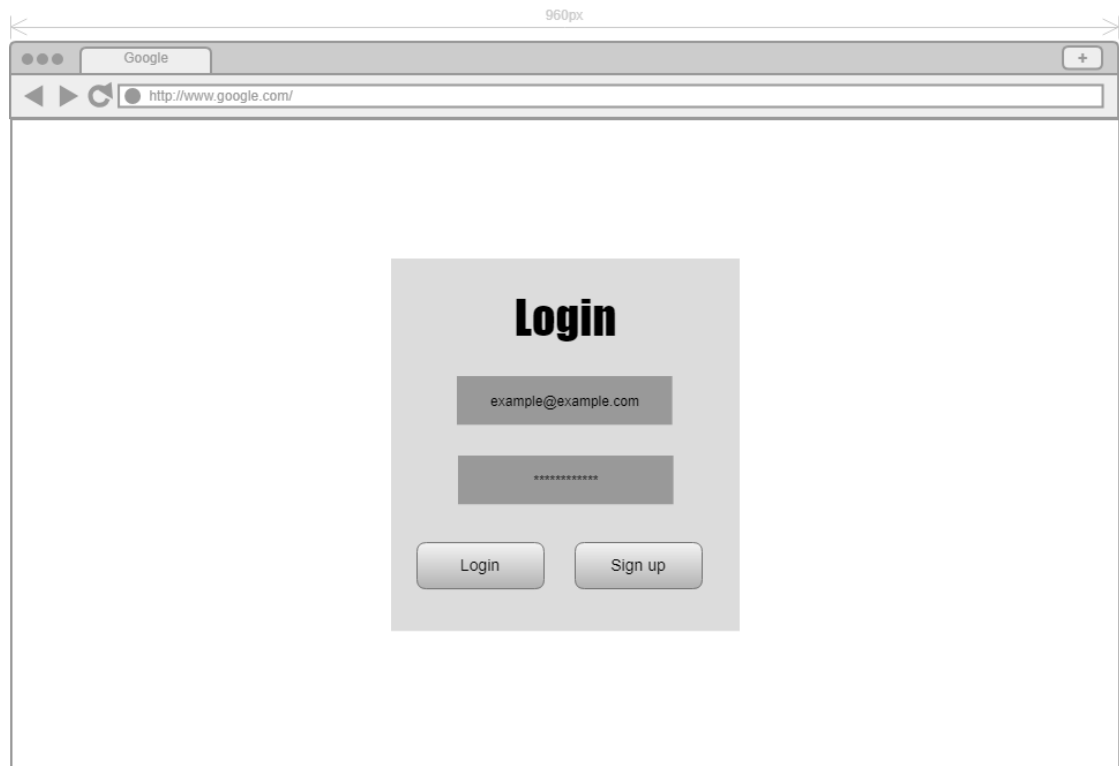 960px
Google
+
http://www.google.com/
Login
example@example.com
************
Login
Sign up